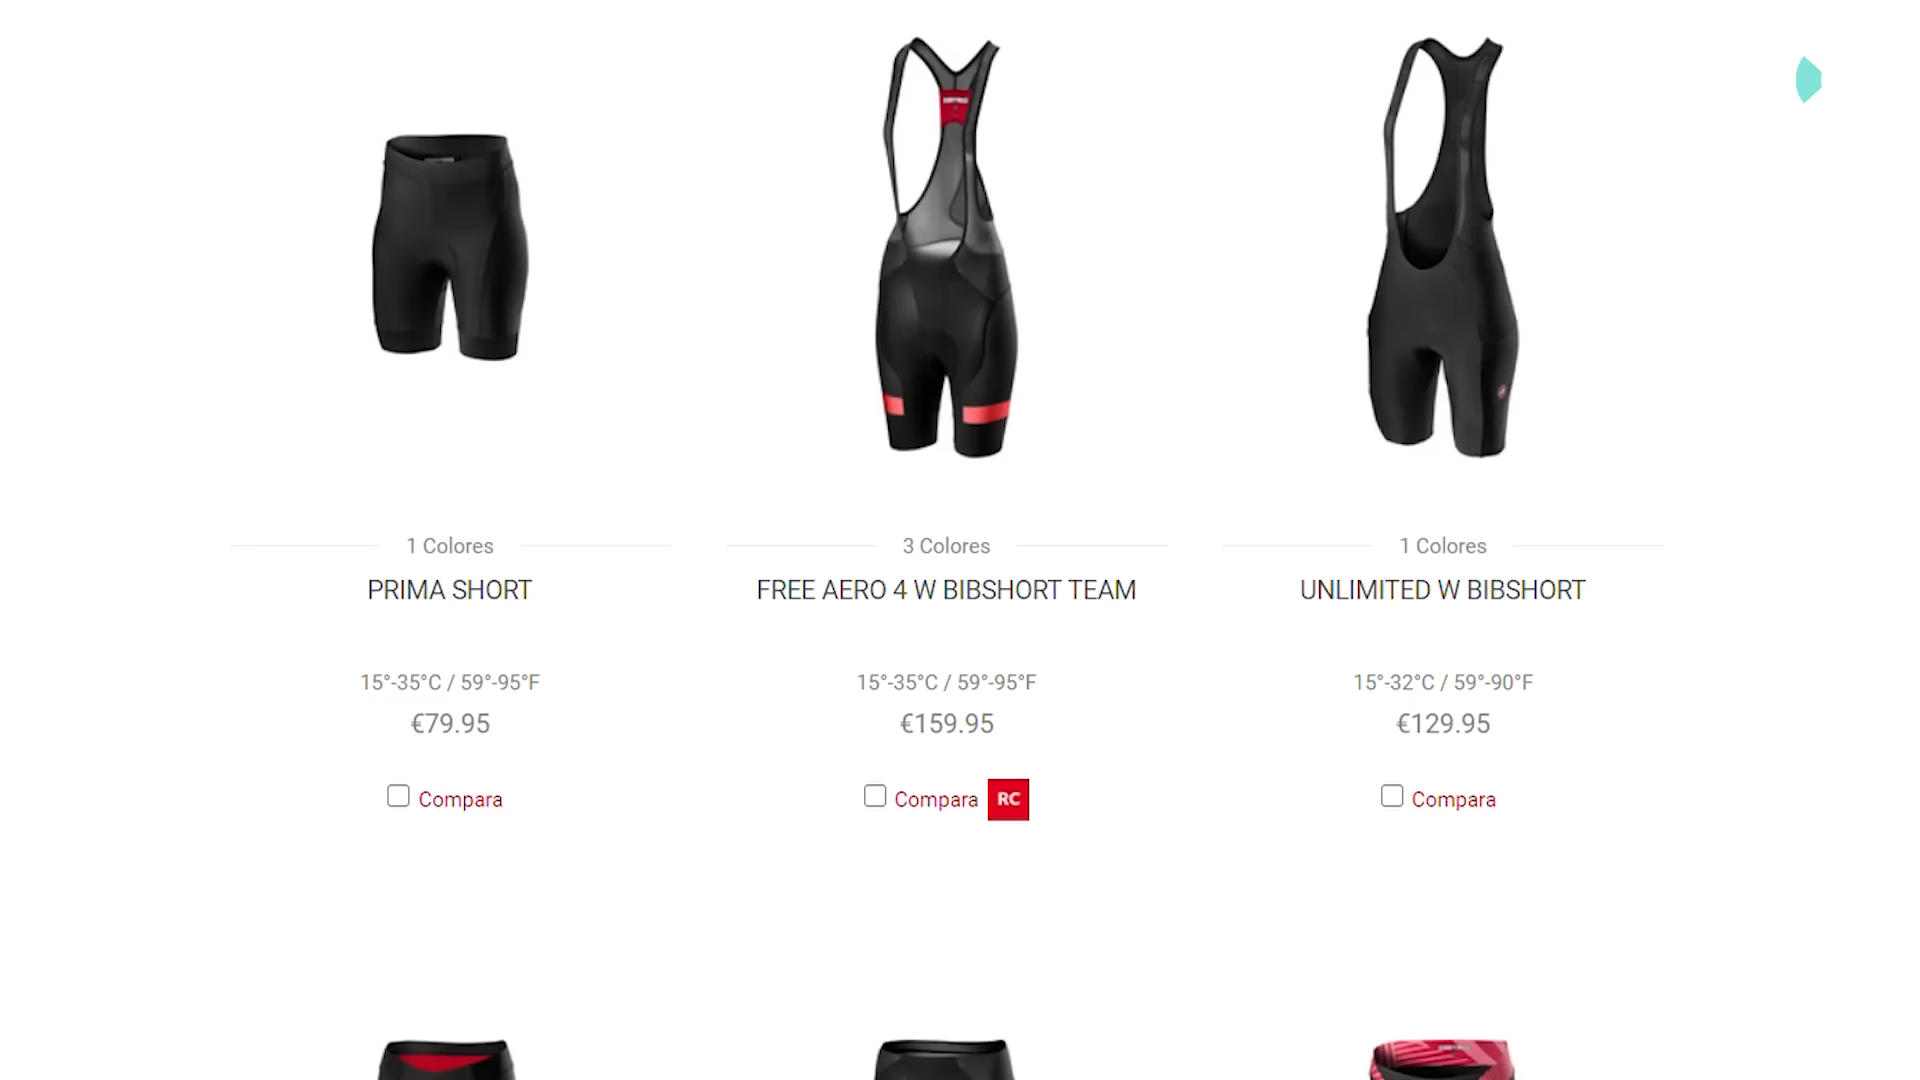 1 Colores
PRIMA SHORT
15°-35°C / 59°-95°F
€79.95
Compara
3 Colores
FREE AERO 4 W BIBSHORT TEAM
15°-35°C / 59°-95°F
€159.95
Compara RC
1 Colores
UNLIMITED W BIBSHORT
15°-32°C / 59°-90°F
€129.95
Compara